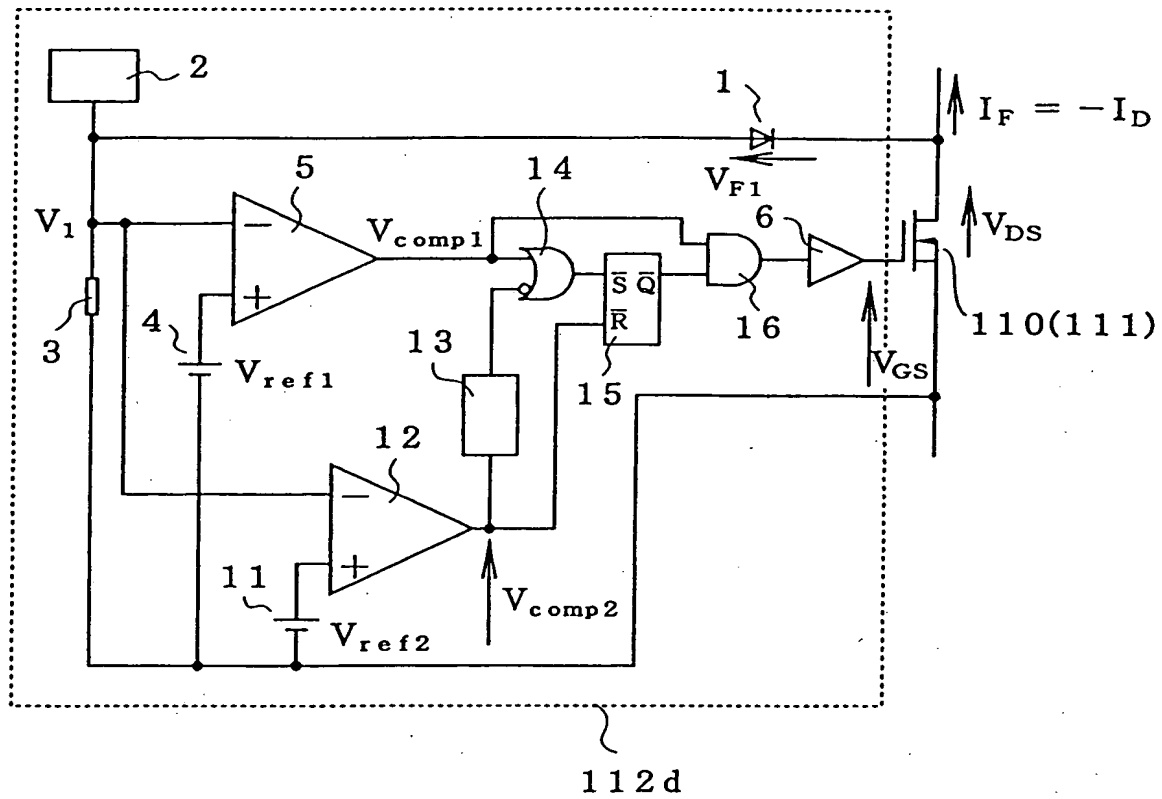 2
1
I_F = −I_D
V_F1
5
14
V_1
V_comp1
6
V_DS
−
+
S̅ Q̅
R̅
16
3
4
V_ref1
13
15
V_GS
110(111)
12
−
+
11
V_ref2
V_comp2
112d